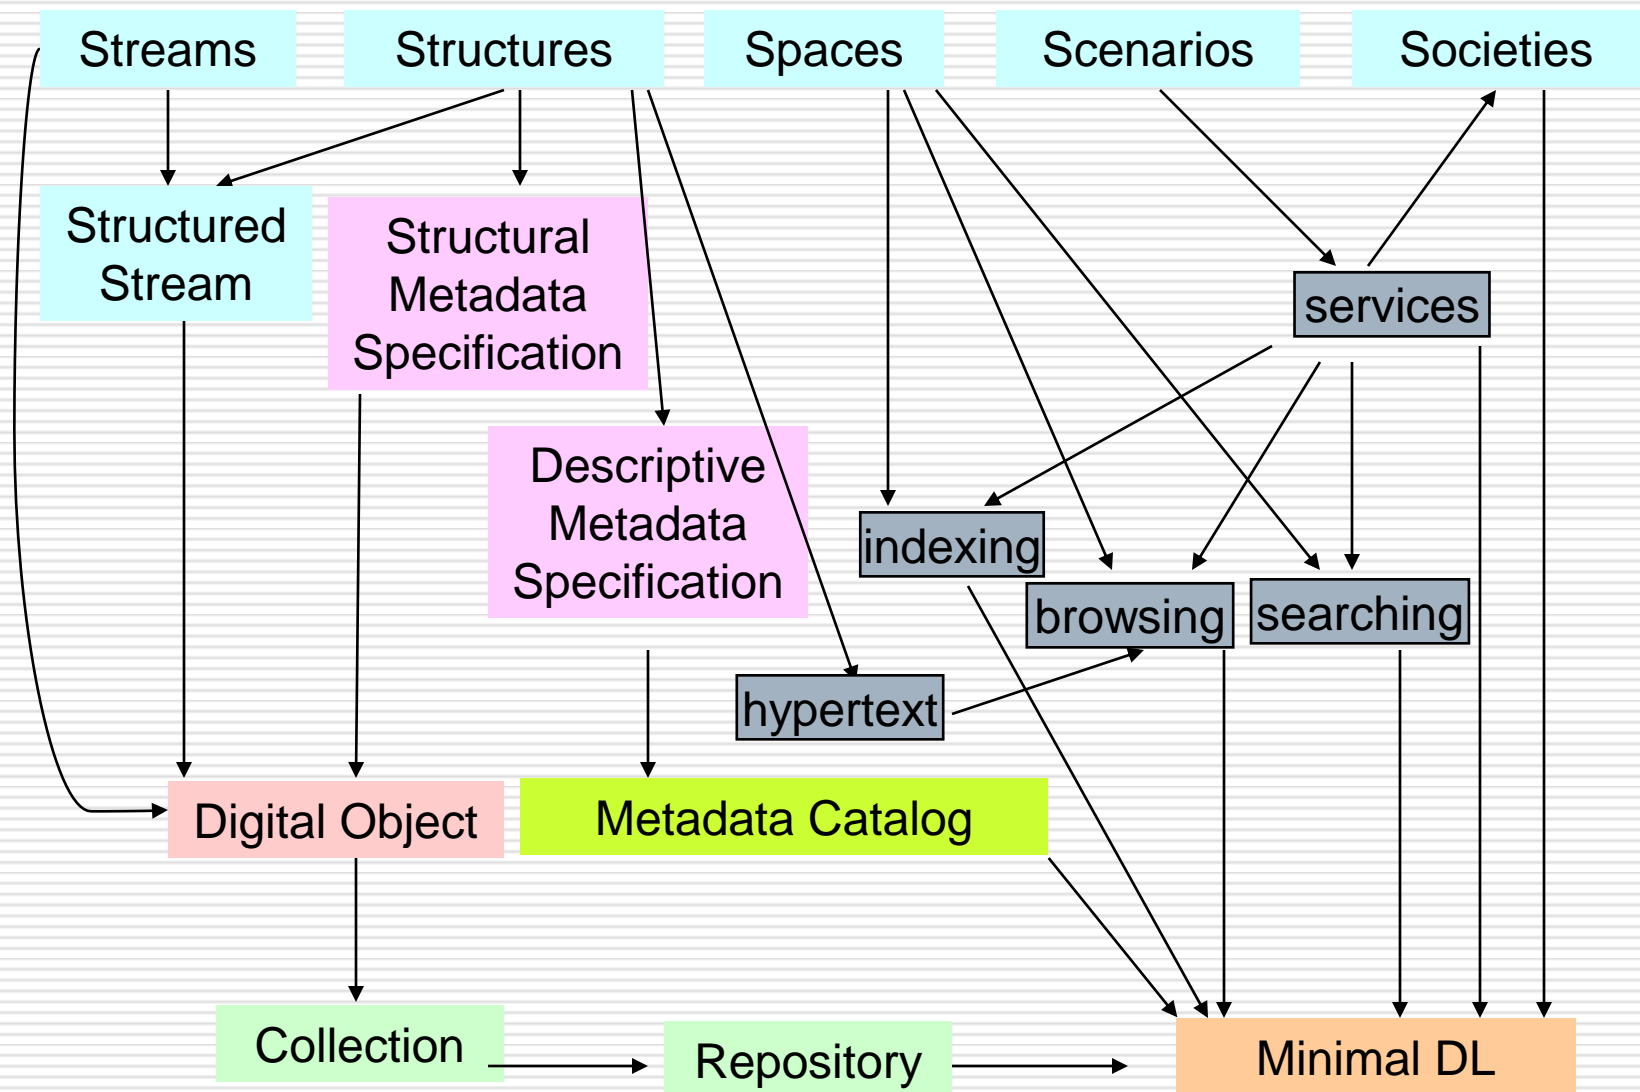 Streams
Structures
Spaces
Scenarios
Societies
Structured
Stream
Structural
Metadata
Specification
services
Descriptive
Metadata
Specification
indexing
browsing
searching
hypertext
Digital Object
Metadata Catalog
Collection
Repository
Minimal DL